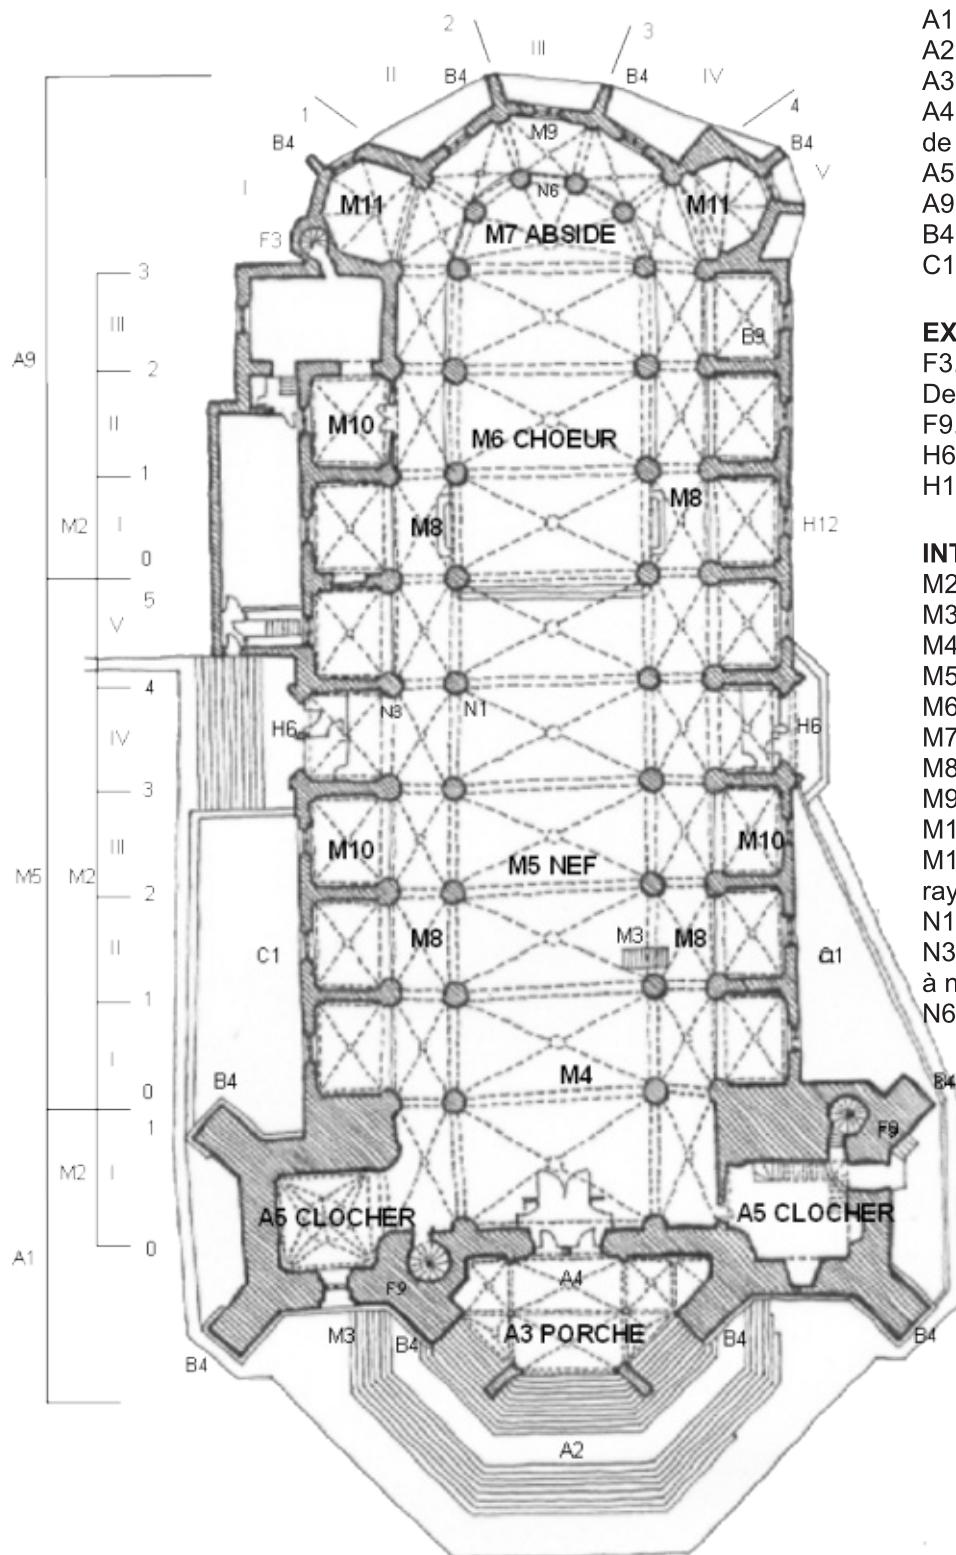 2
III
3
II
B4
B4
IV
1
M9
4
B4
B4
I
V
M11
N6
M11
F3
M7 ABSIDE
3
III
B9
A9
2
M10
II
M6 CHOEUR
1
M8
M8
M2
I
H12
0
5
V
4
N3
N1
H6
H6
IV
3
III
M10
M10
M5
M2
M5 NEF
2
M8
M3
M8
II
C1
a1
1
I
M4
0
B4
B4
1
F9
M2
I
A5 CLOCHER
A5 CLOCHER
0
A1
A4
F9
M3
B4
A3 PORCHE
B4
B4
B4
A2
A1
A2
A3
A4
de
A5
A9
B4
C1
EX
F3.
De
F9.
H6
H1
INT
M2
M3
M4
M5
M6
M7
M8
M9
M1
M1
ray
N1
N3
à n
N6